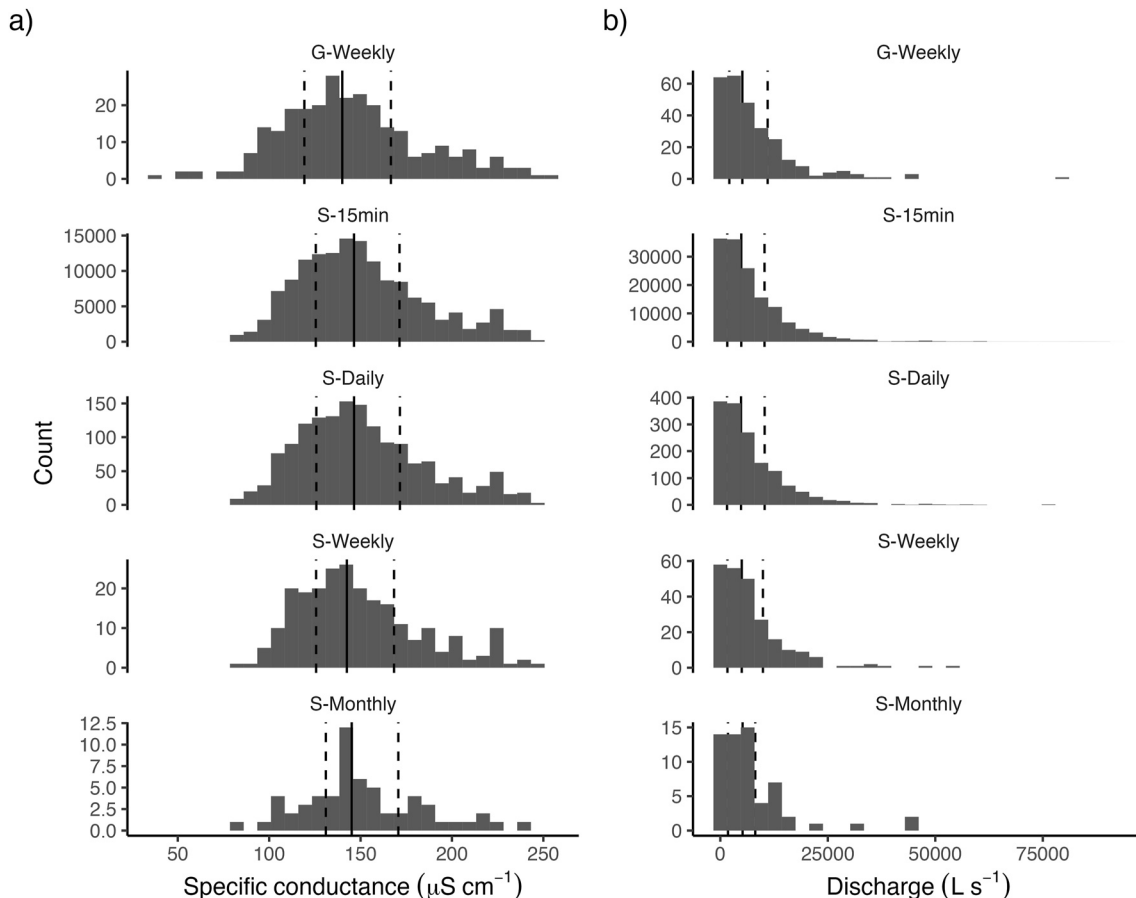 a)
G-Weekly
20
10
0
S-15min
15000
10000
5000
0
S-Daily
150
100
50
0
Count
S-Weekly
20
10
0
S-Monthly
12.5
10.0
7.5
5.0
2.5
0.0
50 100 150 200 250
Specific conductance (μS cm⁻¹)
b)
G-Weekly
60
40
20
0
S-15min
30000
20000
10000
0
S-Daily
400
300
200
100
0
S-Weekly
60
40
20
0
S-Monthly
15
10
5
0
0 25000 50000 75000
Discharge (L s⁻¹)